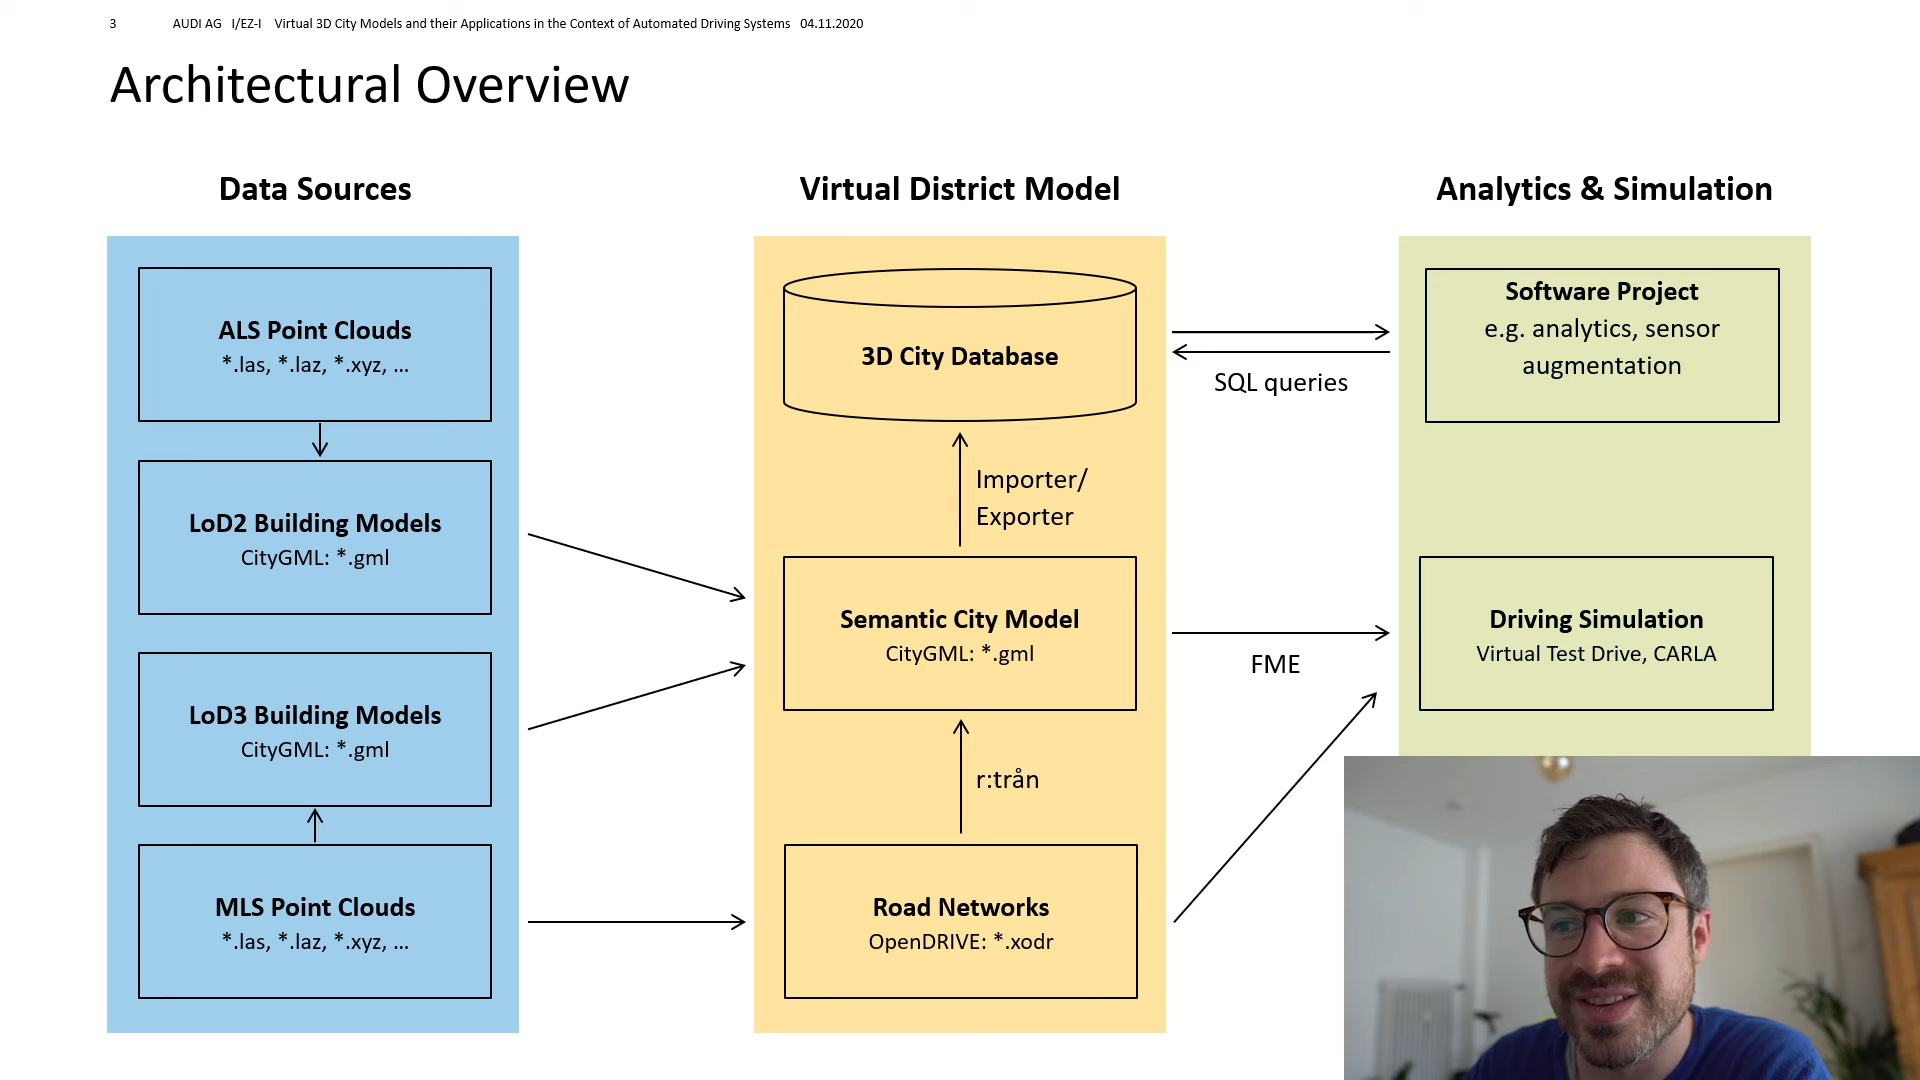 3 AUDI AG I/EZ-I Virtual 3D City Models and their Applications in the Context of Automated Driving Systems 04.11.2020
Architectural Overview
Data Sources
ALS Point Clouds
*.las, *.laz, *.xyz, ...
LoD2 Building Models
CityGML: *.gml
LoD3 Building Models
CityGML: *.gml
MLS Point Clouds
*.las, *.laz, *.xyz, ...
Virtual District Model
3D City Database
Importer/
Exporter
Semantic City Model
CityGML: *.gml
r:trån
Road Networks
OpenDRIVE: *.xodr
SQL queries
FME
Analytics & Simulation
Software Project
e.g. analytics, sensor
augmentation
Driving Simulation
Virtual Test Drive, CARLA